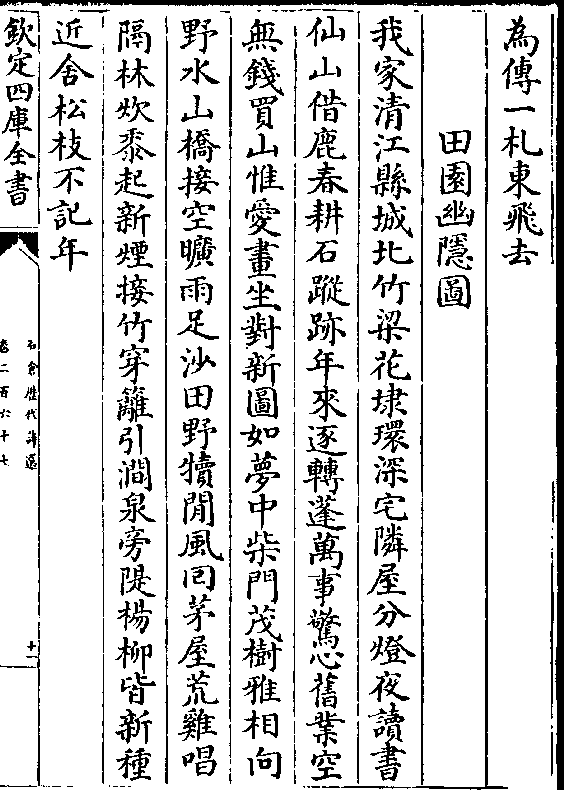 為傳一札東飛去
田園幽隱圖
我家清江縣城北竹梁花埭環深宅隣屋分燈夜讀書
仙山借鹿春耕石蹤跡年來逐轉蓬萬事驚心舊業空
無錢買山惟愛畫坐對新圖如夢中柴門茂樹雅相向
野水山橋接空曠雨足沙田野犢閒風囘茅屋荒雞唱
隔林炊黍起新煙接竹穿籬引澗泉旁隄楊柳皆新種
近舍松枝不記年
欽定四庫全書
石倉歴代詩選
卷二百六十七
十一